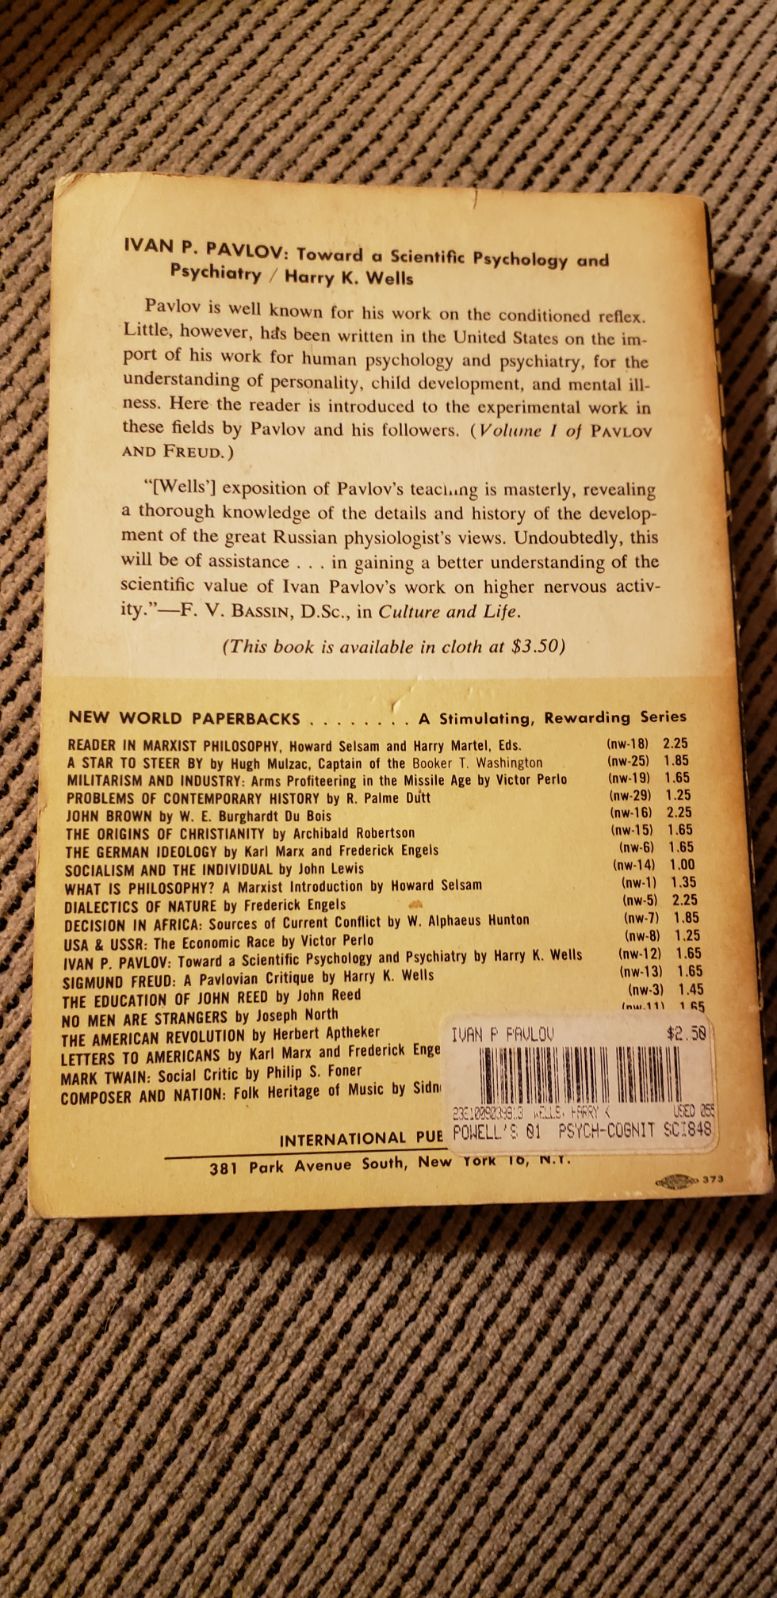 IVAN P. PAVLOV: Toward a Scientific Psychology and
Psychiatry / Harry K. Wells
Pavlov is well known for his work on the conditioned reflex.
Little, however, has been written in the United States on the im-
port of his work for human psychology and psychiatry, for the
understanding of personality, child development, and mental ill-
ness. Here the reader is introduced to the experimental work in
these fields by Pavlov and his followers. (Volume I of PAVLOV
AND FREUD.)
"[Wells'] exposition of Pavlov's teaching is masterly, revealing
a thorough knowledge of the details and history of the develop-
ment of the great Russian physiologist's views. Undoubtedly, this
will be of assistance . . . in gaining a better understanding of the
scientific value of Ivan Pavlov's work on higher nervous activ-
ity."—F. V. BASSIN, D.Sc., in Culture and Life.
(This book is available in cloth at $3.50)
NEW WORLD PAPERBACKS . . . . . . . . A Stimulating, Rewarding Series
READER IN MARXIST PHILOSOPHY, Howard Selsam and Harry Martel, Eds. (nw-18) 2.25
A STAR TO STEER BY by Hugh Mulzac, Captain of the Booker T. Washington (nw-25) 1.85
MILITARISM AND INDUSTRY: Arms Profiteering in the Missile Age by Victor Perlo (nw-19) 1.65
PROBLEMS OF CONTEMPORARY HISTORY by R. Palme Dutt (nw-29) 1.25
JOHN BROWN by W. E. Burghardt Du Bois (nw-16) 2.25
THE ORIGINS OF CHRISTIANITY by Archibald Robertson (nw-15) 1.65
THE GERMAN IDEOLOGY by Karl Marx and Frederick Engels (nw-6) 1.65
SOCIALISM AND THE INDIVIDUAL by John Lewis (nw-14) 1.00
WHAT IS PHILOSOPHY? A Marxist Introduction by Howard Selsam (nw-1) 1.35
DIALECTICS OF NATURE by Frederick Engels (nw-5) 2.25
DECISION IN AFRICA: Sources of Current Conflict by W. Alphaeus Hunton (nw-7) 1.85
USA & USSR: The Economic Race by Victor Perlo (nw-8) 1.25
IVAN P. PAVLOV: Toward a Scientific Psychology and Psychiatry by Harry K. Wells (nw-12) 1.65
SIGMUND FREUD: A Pavlovian Critique by Harry K. Wells (nw-13) 1.65
THE EDUCATION OF JOHN REED by John Reed (nw-3) 1.45
NO MEN ARE STRANGERS by Joseph North (nw-11) 1.65
THE AMERICAN REVOLUTION by Herbert Aptheker
LETTERS TO AMERICANS by Karl Marx and Frederick Enge
MARK TWAIN: Social Critic by Philip S. Foner
COMPOSER AND NATION: Folk Heritage of Music by Sidn
IVAN P PAVLOV $2.50
WELLS, HARRY K USED
POWELL'S 01 PSYCH-COGNIT SCI848
INTERNATIONAL PUB
381 Park Avenue South, New York 16, N.Y.
373